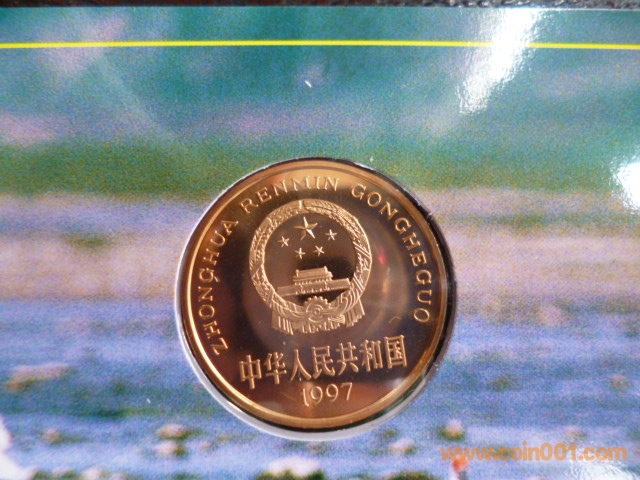 ZHONGHUA RENMIN GONGHEGUO
中华人民共和国
1997
www.coin001.com